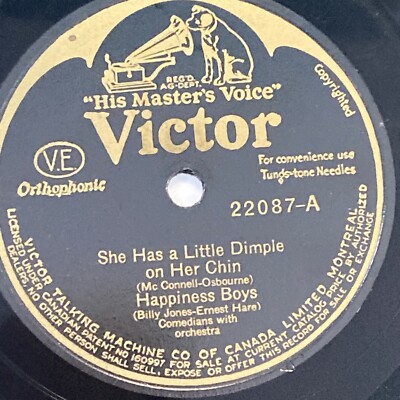 REG'D.
AG-DEPT.
"His Master's Voice"
Victor
Copyrighted
V.E.
Orthophonic
For convenience use
Tungs-tone Needles
22087-A
She Has a Little Dimple
on Her Chin
(Mc Connell-Osbourne)
Happiness Boys
(Billy Jones-Ernest Hare)
Comedians with
orchestra
VICTOR TALKING MACHINE CO OF CANADA, LIMITED, MONTREAL
LICENSED UNDER CANADIAN PATENT NO 160997 FOR SALE AT CURRENT CATALOG PRICE BY AUTHORIZED
DEALERS, NO OTHER PERSON SHALL SELL, EXPOSE OR OFFER THIS RECORD FOR SALE OR EXCHANGE